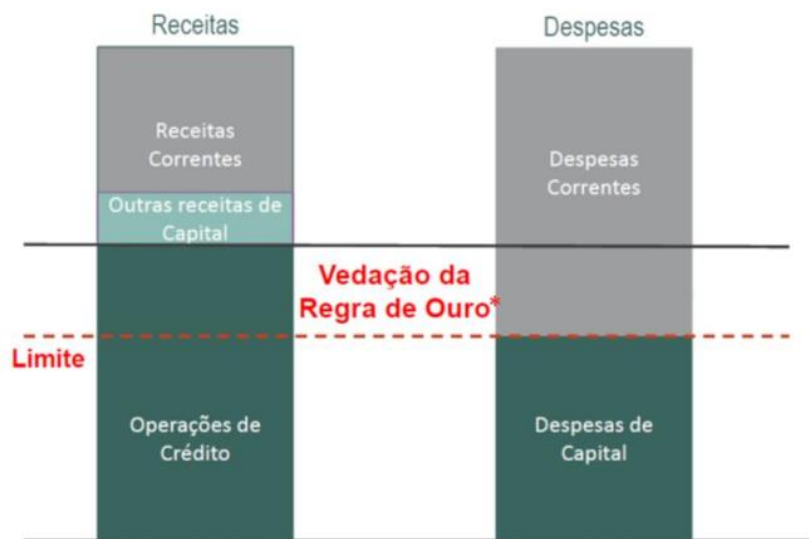 Receitas
Despesas
Receitas
Correntes
Despesas
Correntes
Outras receitas de
Capital
Vedação da
Regra de Ouro*
Limite
Operações de
Crédito
Despesas de
Capital